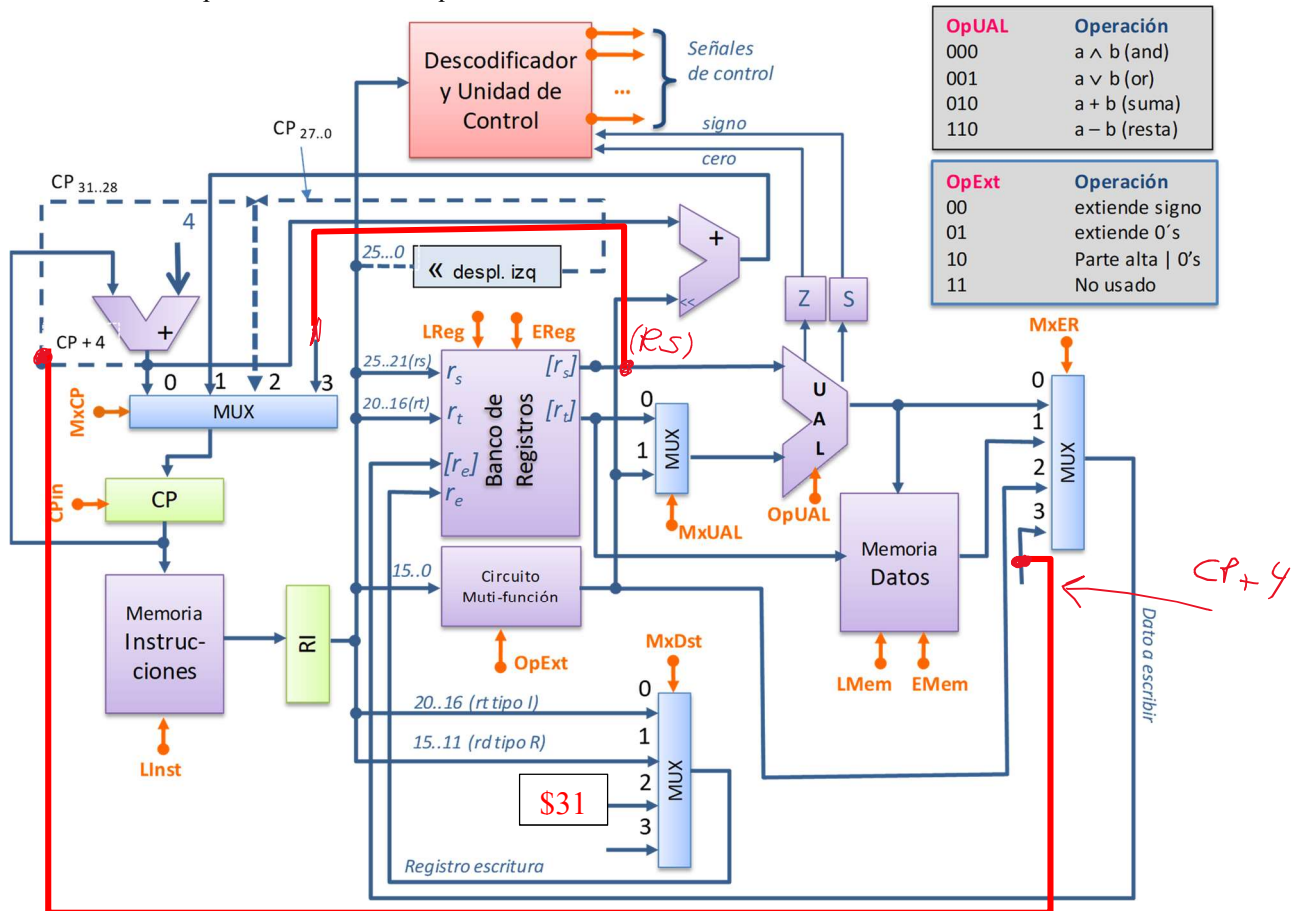 Descodificador
y Unidad de
Control
...
Señales
de control
signo
cero
OpUAL Operación
000 a ∧ b (and)
001 a ∨ b (or)
010 a + b (suma)
110 a – b (resta)
OpExt Operación
00 extiende signo
01 extiende 0´s
10 Parte alta | 0's
11 No usado
CP 27..0
CP 31..28
4
+
CP + 4
25...0
« despl. izq
+
<<
Z
S
LReg
EReg
(RS)
MxER
0
1
2
3
MUX
MxCP
0
1
2
3
MUX
25..21(rs)
20..16(rt)
rs
rt
[re]
re
Banco de
Registros
[rs]
[rt]
0
1
MUX
MxUAL
U
A
L
OpUAL
CPin
CP
Memoria
Instruc-
ciones
LInst
RI
15..0
Circuito
Muti-función
OpExt
Memoria
Datos
LMem
EMem
CP+4
Dato a escribir
MxDst
0
1
2
3
MUX
20..16 (rt tipo I)
15..11 (rd tipo R)
$31
Registro escritura